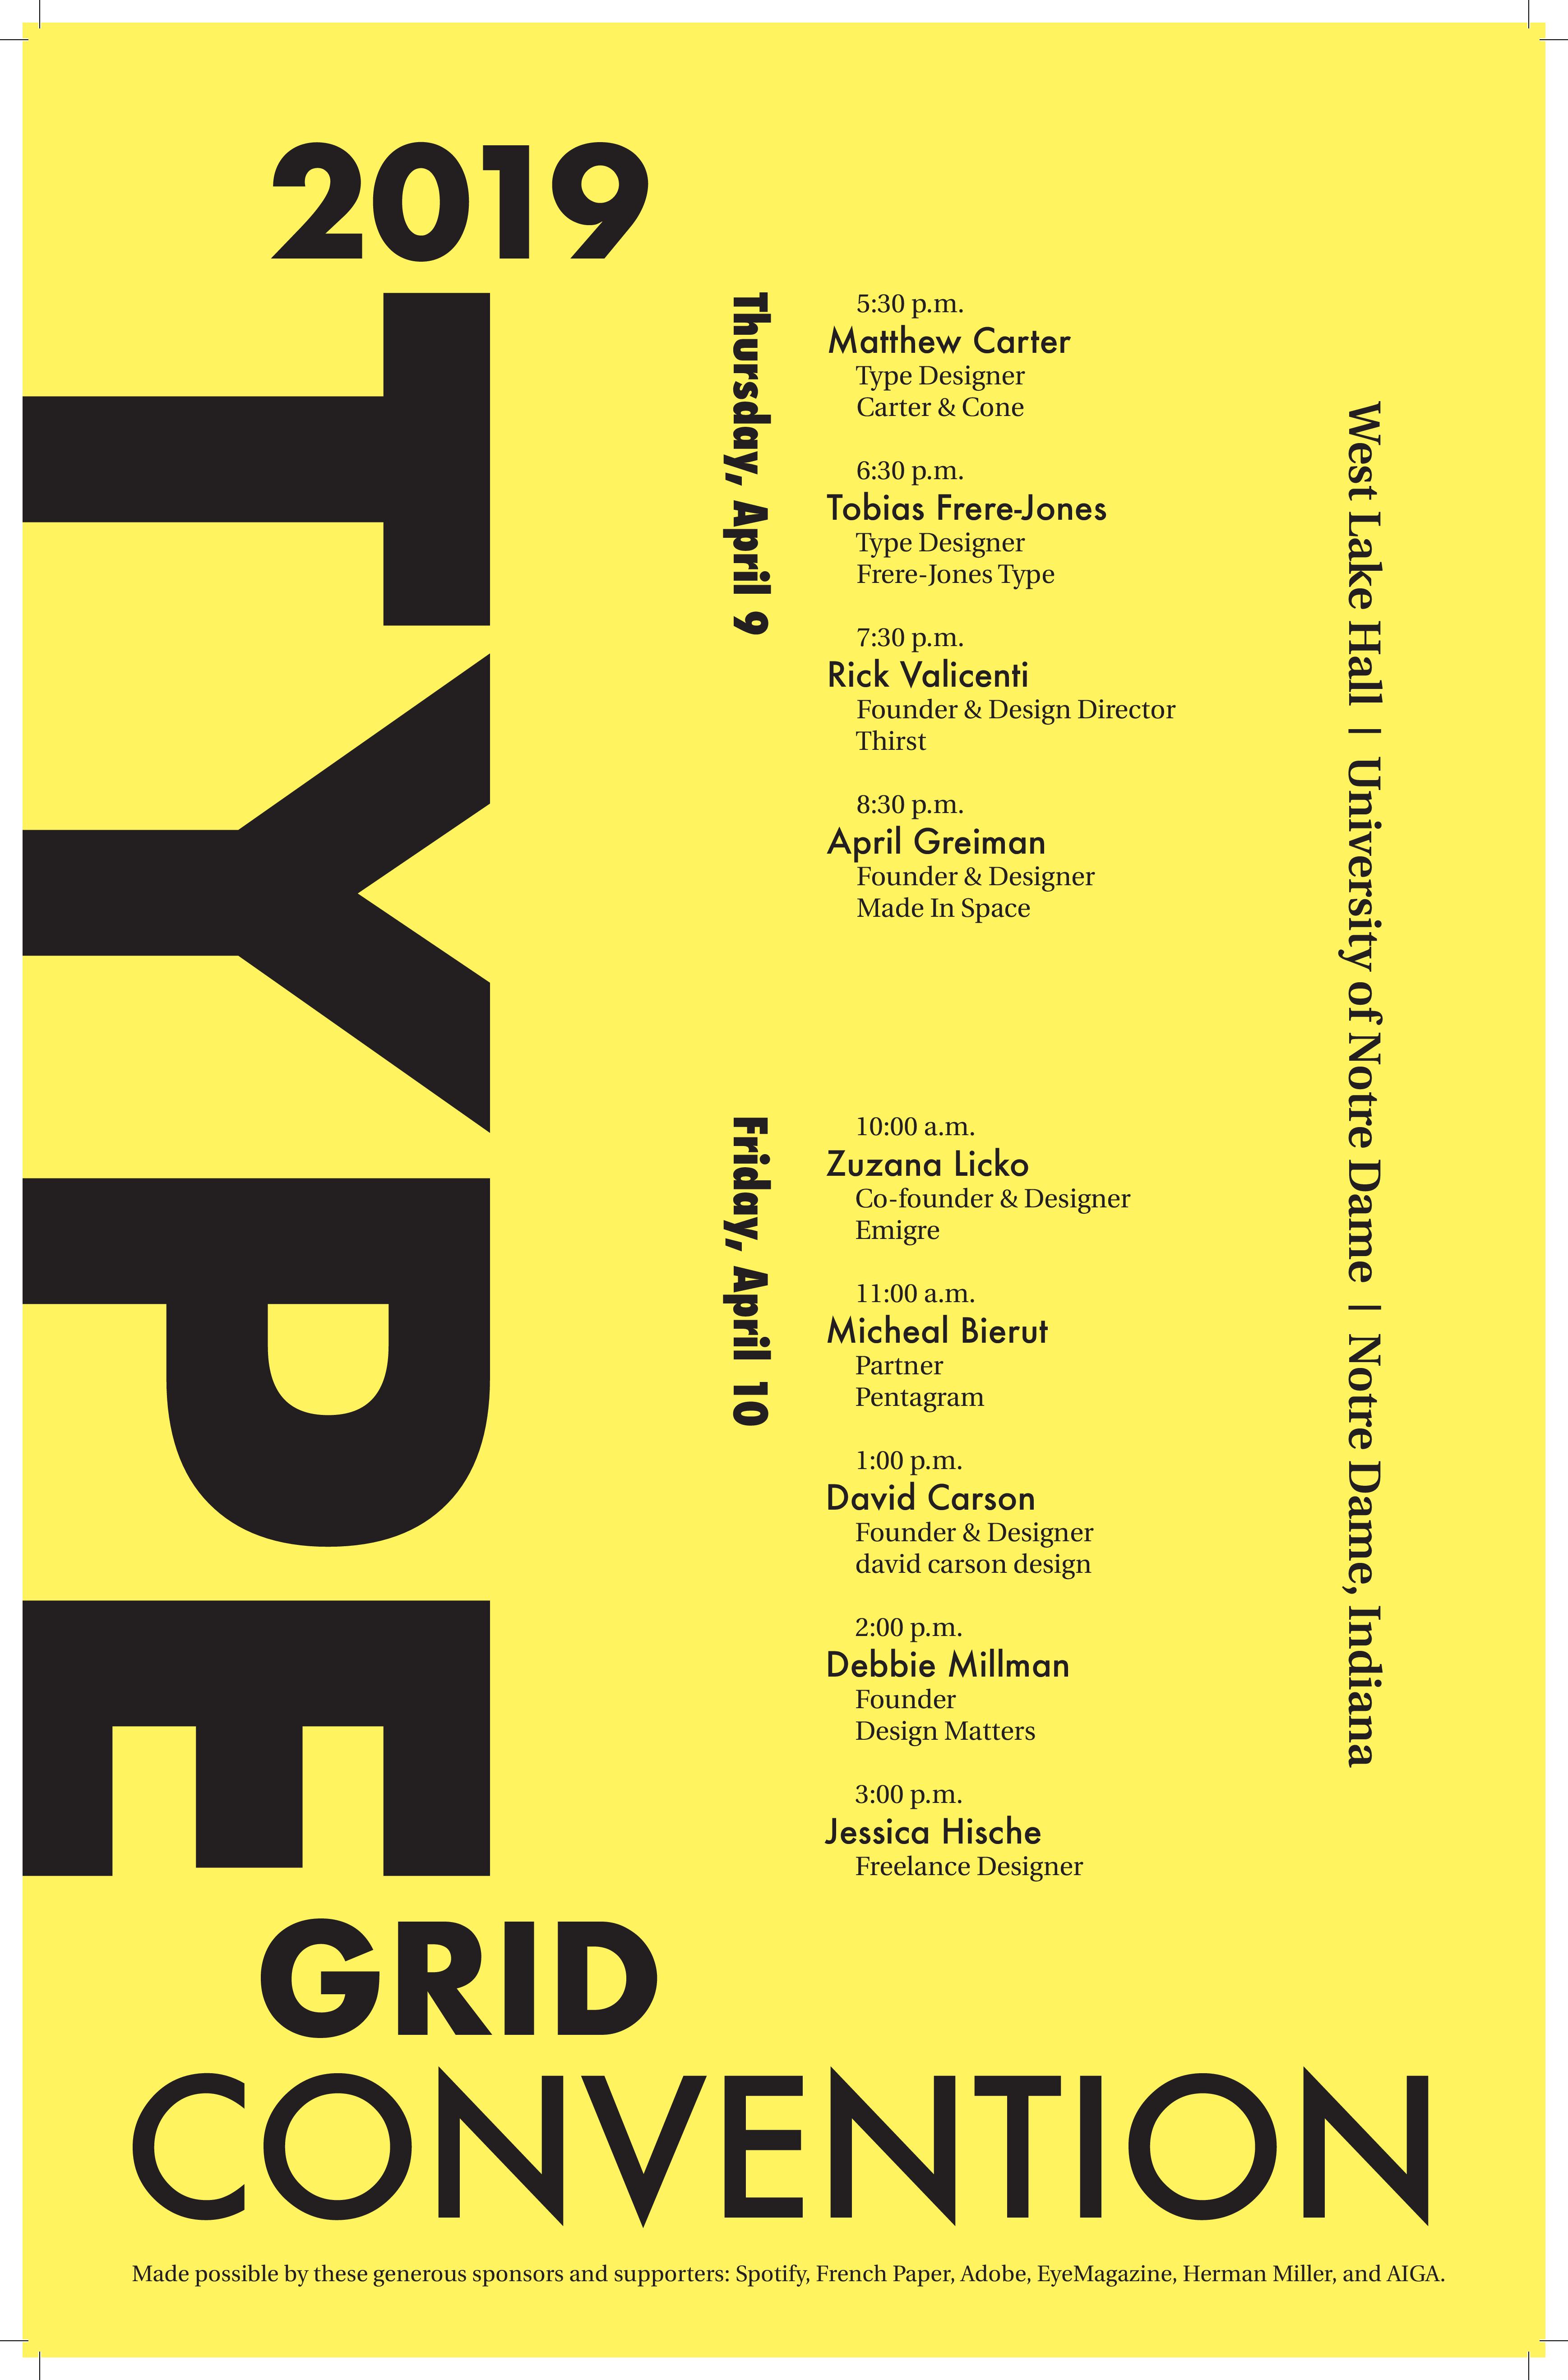 2019
TYPE
GRID
CONVENTION
Thursday, April 9
5:30 p.m.
Matthew Carter
Type Designer
Carter & Cone
6:30 p.m.
Tobias Frere-Jones
Type Designer
Frere-Jones Type
7:30 p.m.
Rick Valicenti
Founder & Design Director
Thirst
8:30 p.m.
April Greiman
Founder & Designer
Made In Space
Friday, April 10
10:00 a.m.
Zuzana Licko
Co-founder & Designer
Emigre
11:00 a.m.
Micheal Bierut
Partner
Pentagram
1:00 p.m.
David Carson
Founder & Designer
david carson design
2:00 p.m.
Debbie Millman
Founder
Design Matters
3:00 p.m.
Jessica Hische
Freelance Designer
West Lake Hall | University of Notre Dame | Notre Dame, Indiana
Made possible by these generous sponsors and supporters: Spotify, French Paper, Adobe, EyeMagazine, Herman Miller, and AIGA.